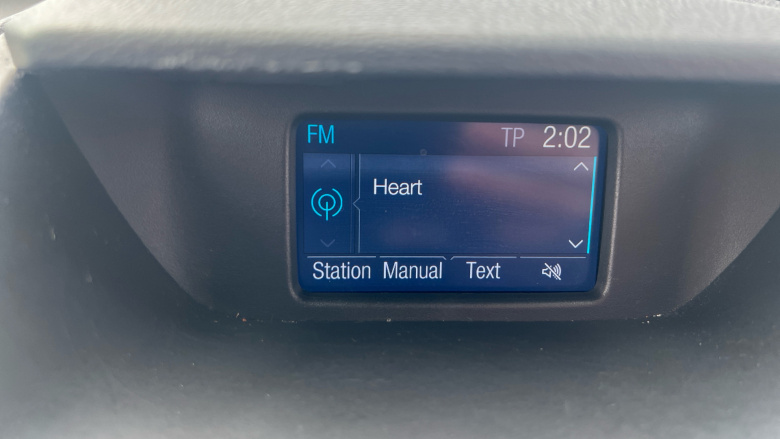 FM TP 2:02
Heart
Station Manual Text